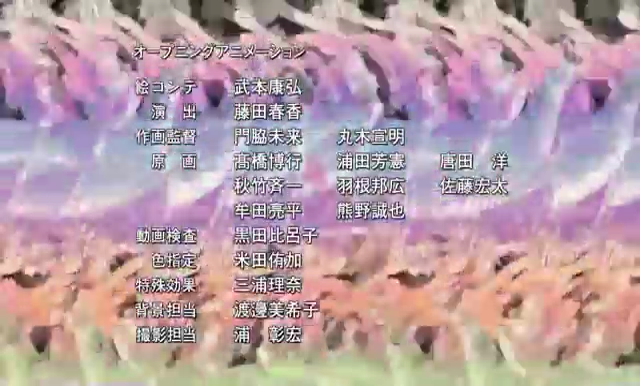 オープニングアニメーション
絵コンテ 武本康弘
演 出 藤田春香
作画監督 門脇未来 丸木宣明
原 画 髙橋博行 浦田芳憲 唐田 洋
秋竹斉一 羽根邦広 佐藤宏太
牟田亮平 熊野誠也
動画検査 黒田比呂子
色指定 米田侑加
特殊効果 三浦理奈
背景担当 渡邊美希子
撮影担当 浦 彰宏